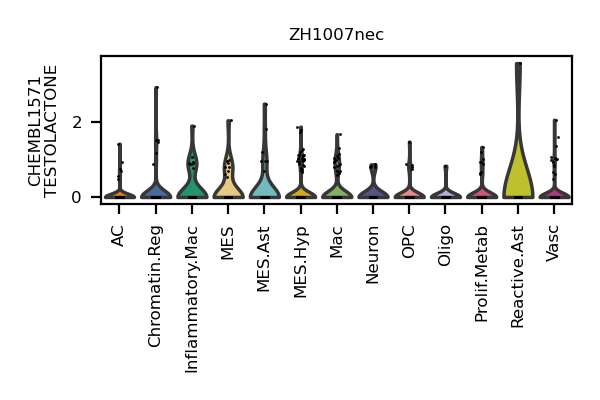 ZH1007nec
CHEMBL1571
TESTOLACTONE
2
0
AC
Chromatin.Reg
Inflammatory.Mac
MES
MES.Ast
MES.Hyp
Mac
Neuron
OPC
Oligo
Prolif.Metab
Reactive.Ast
Vasc